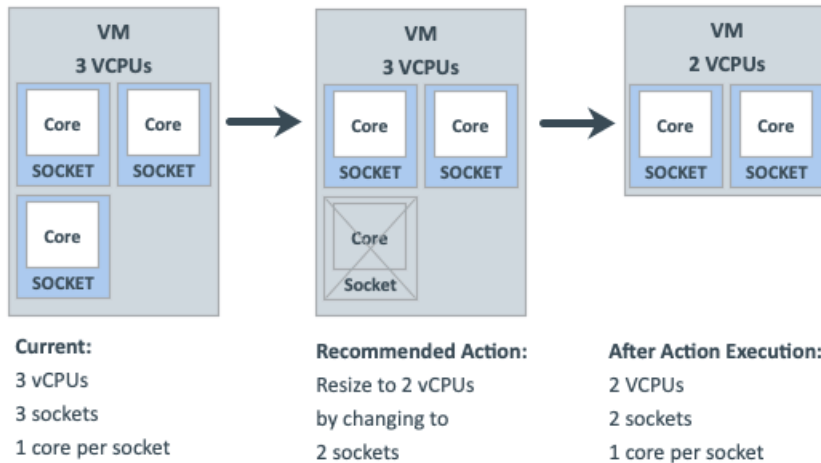 VM
3 VCPUs
Core
Core
SOCKET
SOCKET
Core
SOCKET
Current:
3 vCPUs
3 sockets
1 core per socket
VM
3 VCPUs
Core
Core
SOCKET
SOCKET
Core
Socket
Recommended Action:
Resize to 2 vCPUs
by changing to
2 sockets
VM
2 VCPUs
Core
Core
SOCKET
SOCKET
After Action Execution:
2 VCPUs
2 sockets
1 core per socket